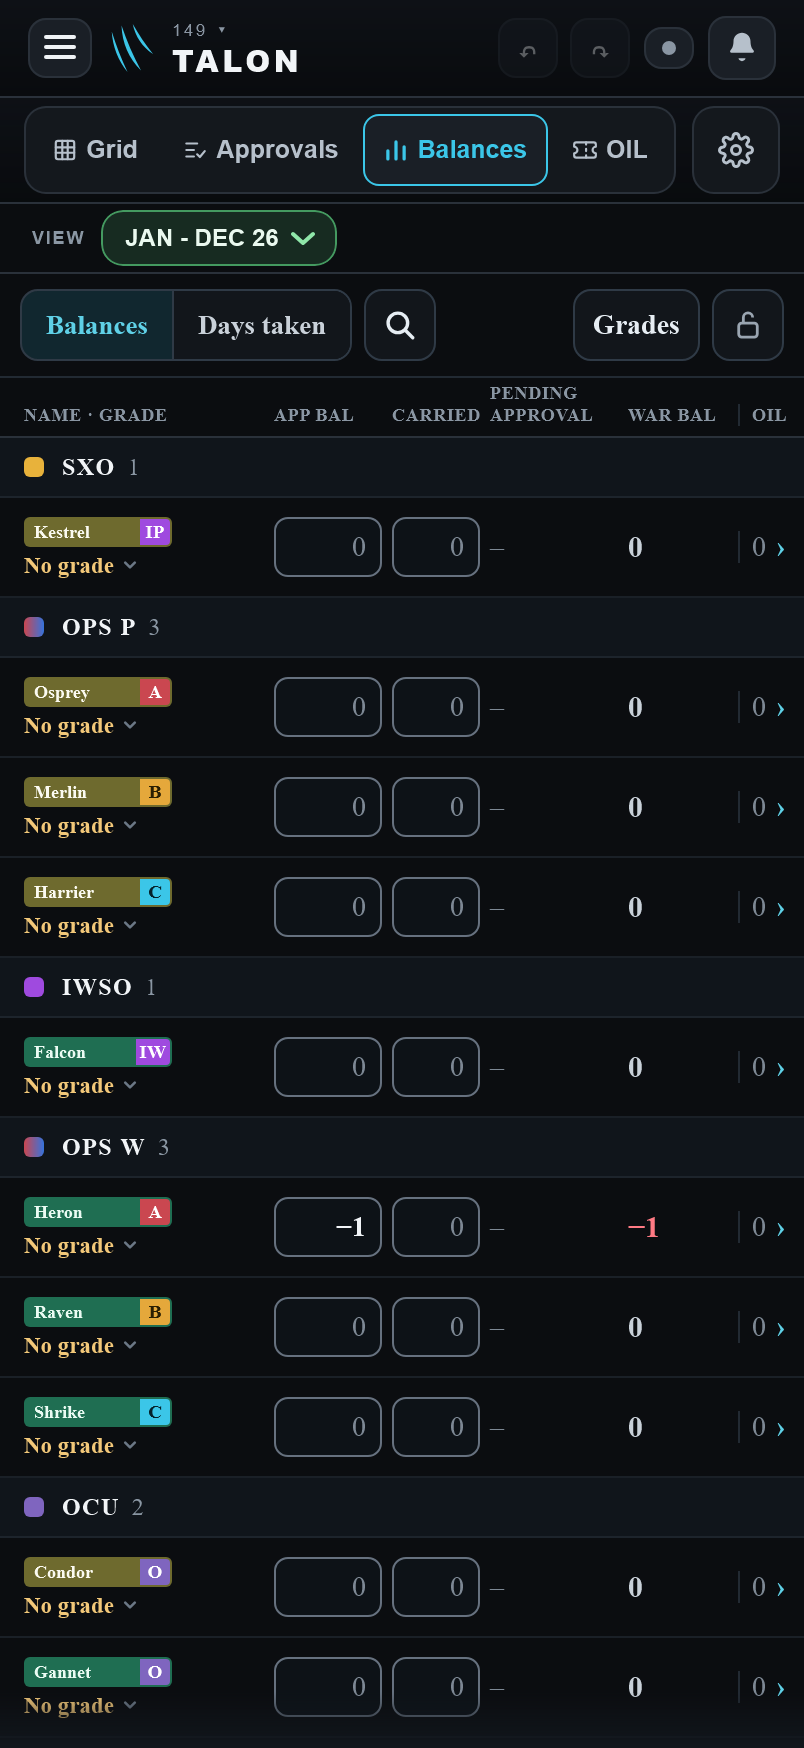 149 ▾
TALON
Grid Approvals Balances OIL
VIEW JAN - DEC 26
Balances Days taken Grades
PENDING
NAME · GRADE APP BAL CARRIED APPROVAL WAR BAL OIL
SXO 1
Kestrel IP
0 0 – 0 0 ›
No grade
OPS P 3
Osprey A
0 0 – 0 0 ›
No grade
Merlin B
0 0 – 0 0 ›
No grade
Harrier C
0 0 – 0 0 ›
No grade
IWSO 1
Falcon IW
0 0 – 0 0 ›
No grade
OPS W 3
Heron A
−1 0 – −1 0 ›
No grade
Raven B
0 0 – 0 0 ›
No grade
Shrike C
0 0 – 0 0 ›
No grade
OCU 2
Condor O
0 0 – 0 0 ›
No grade
Gannet O
0 0 – 0 0 ›
No grade